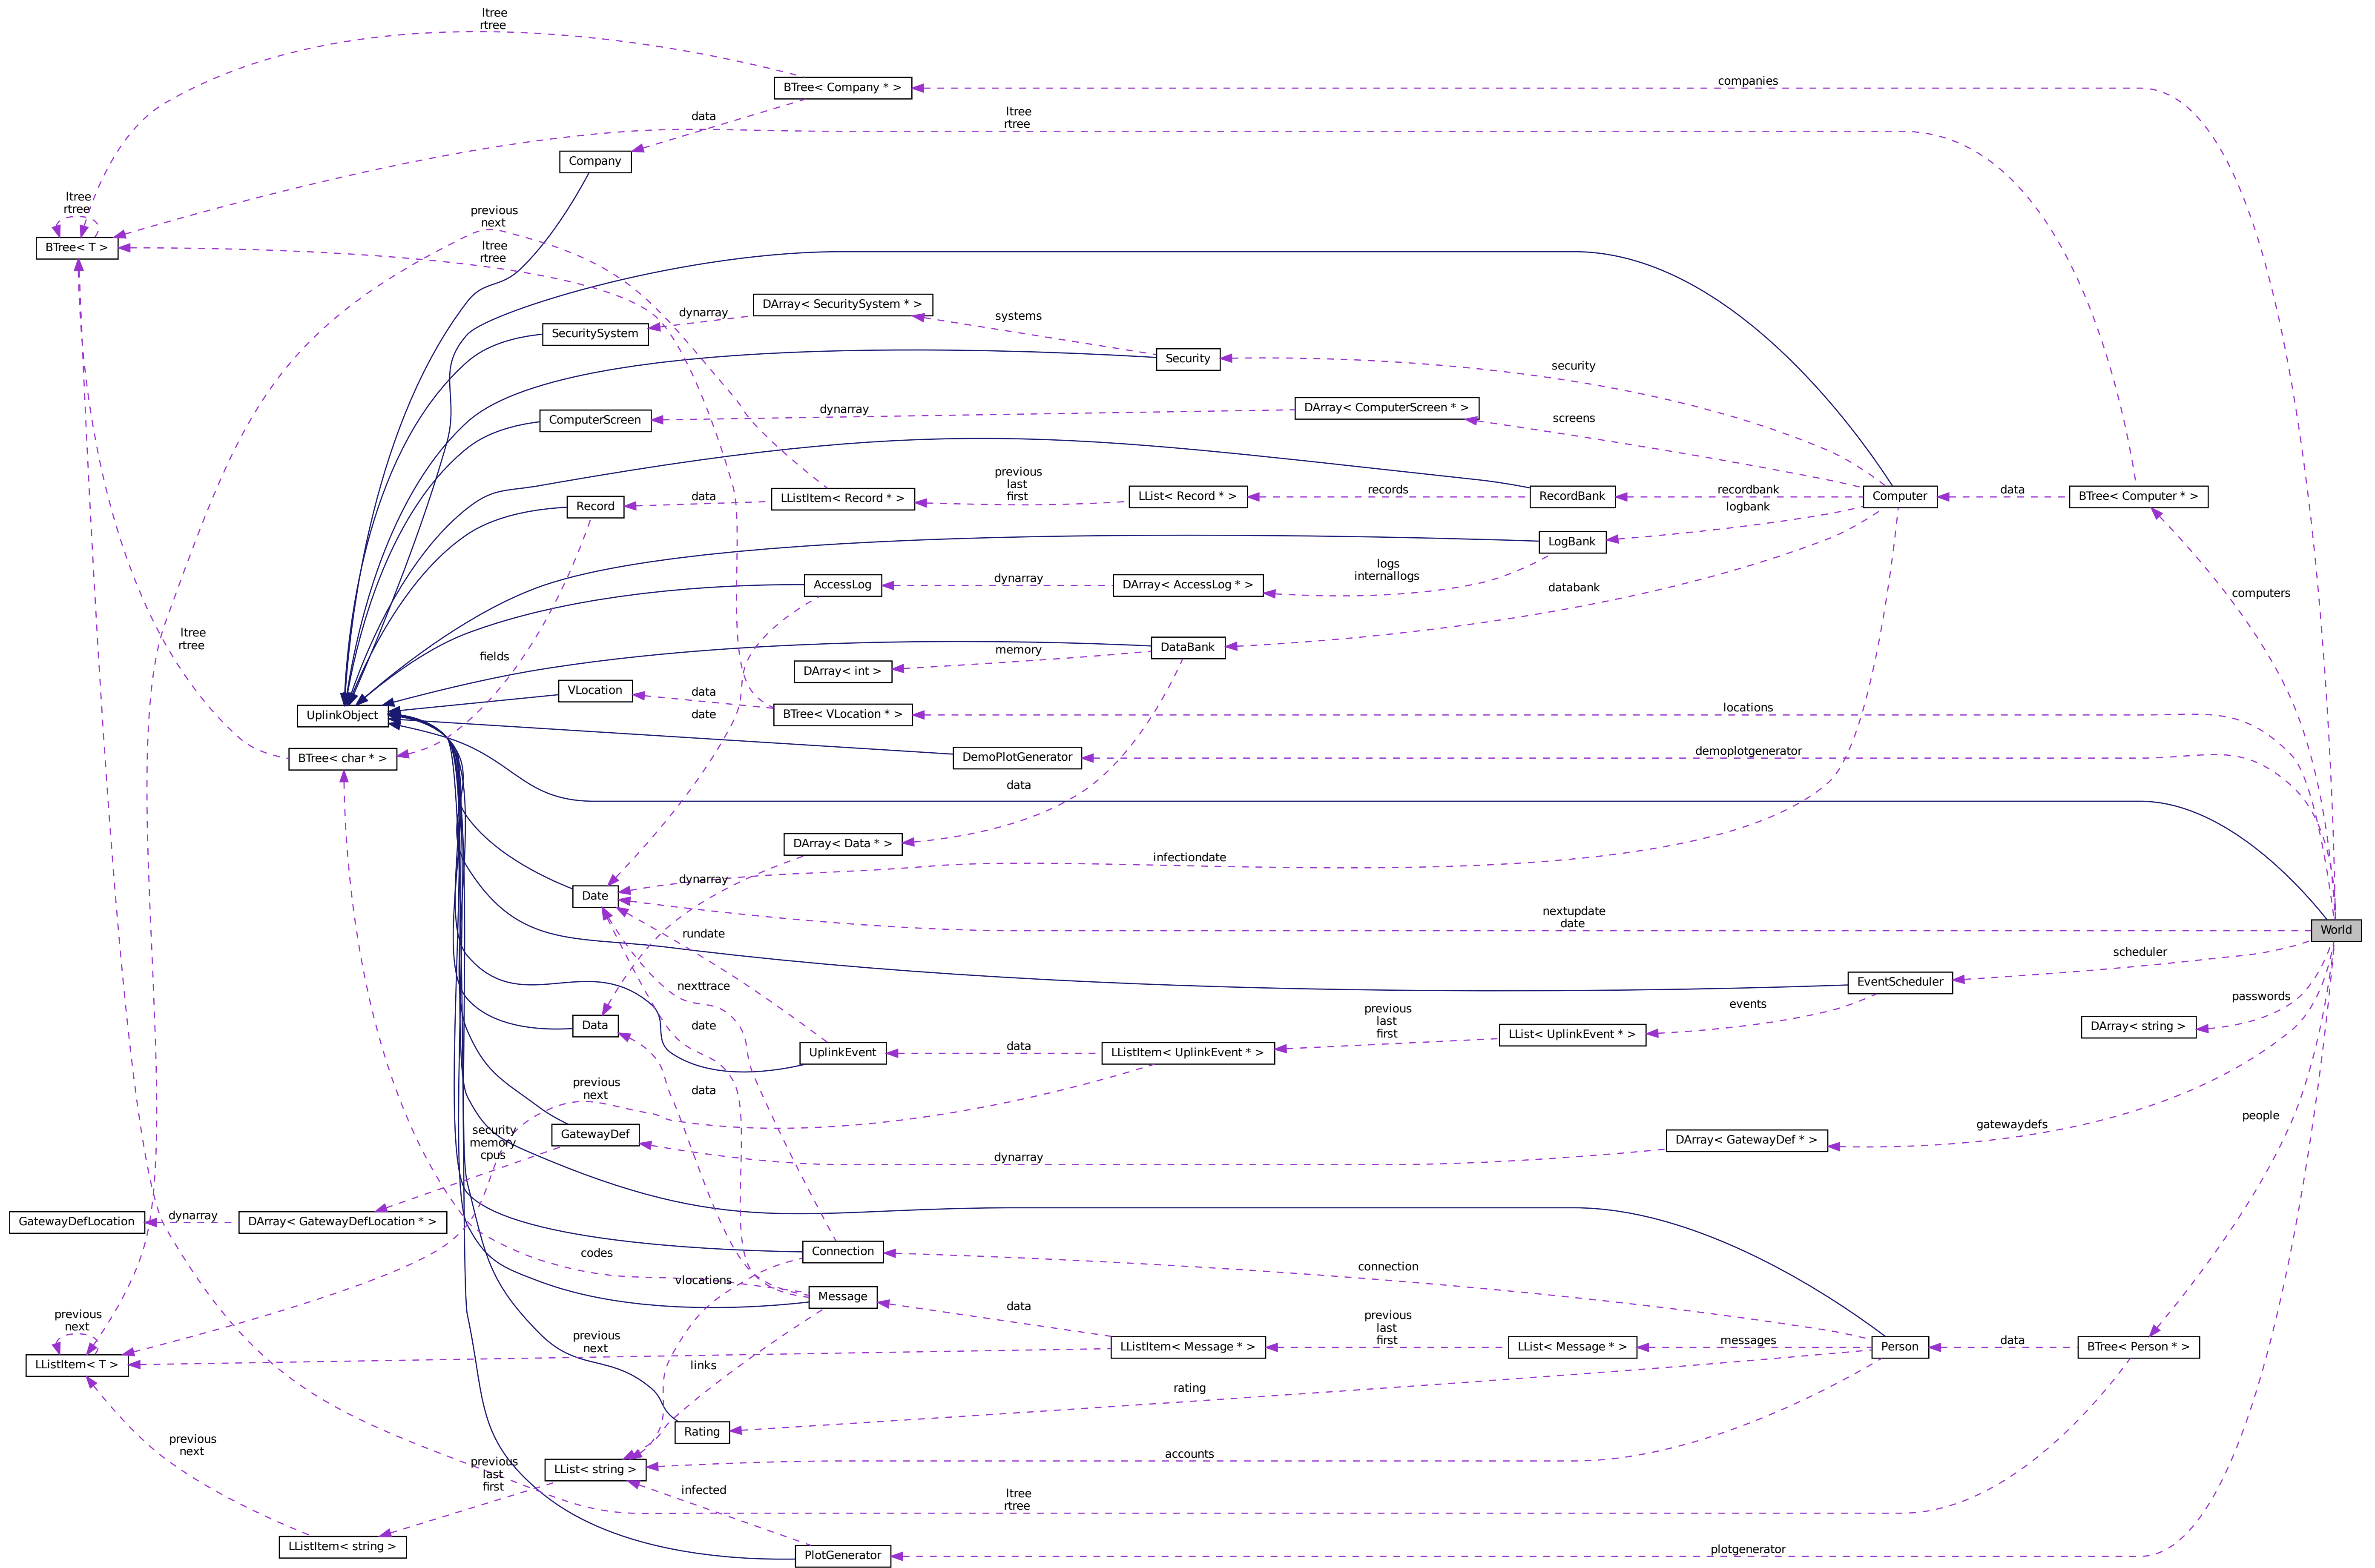 ltree
rtree
BTree< Company * >
companies
data
ltree
rtree
Company
ltree
rtree
previous
next
BTree< T >
ltree
rtree
DArray< SecuritySystem * >
dynarray
systems
SecuritySystem
Security
security
DArray< ComputerScreen * >
dynarray
ComputerScreen
screens
previous
last
first
Record
data
LListItem< Record * >
LList< Record * >
records
RecordBank
recordbank
logbank
Computer
data
BTree< Computer * >
LogBank
logs
internallogs
AccessLog
dynarray
DArray< AccessLog * >
databank
computers
ltree
rtree
fields
DataBank
memory
DArray< int >
VLocation
data
date
BTree< VLocation * >
locations
UplinkObject
BTree< char * >
DemoPlotGenerator
demoplotgenerator
data
DArray< Data * >
infectiondate
dynarray
Date
nextupdate
date
World
rundate
scheduler
EventScheduler
nexttrace
passwords
events
previous
last
first
DArray< string >
Data
date
LList< UplinkEvent * >
UplinkEvent
data
LListItem< UplinkEvent * >
previous
next
data
people
gatewaydefs
security
memory
cpus
GatewayDef
DArray< GatewayDef * >
dynarray
GatewayDefLocation
dynarray
DArray< GatewayDefLocation * >
Connection
codes
connection
vlocations
Message
data
previous
last
first
previous
next
previous
next
LListItem< T >
LListItem< Message * >
LList< Message * >
messages
Person
data
BTree< Person * >
links
rating
Rating
previous
next
accounts
previous
last
first
LList< string >
infected
ltree
rtree
LListItem< string >
PlotGenerator
plotgenerator